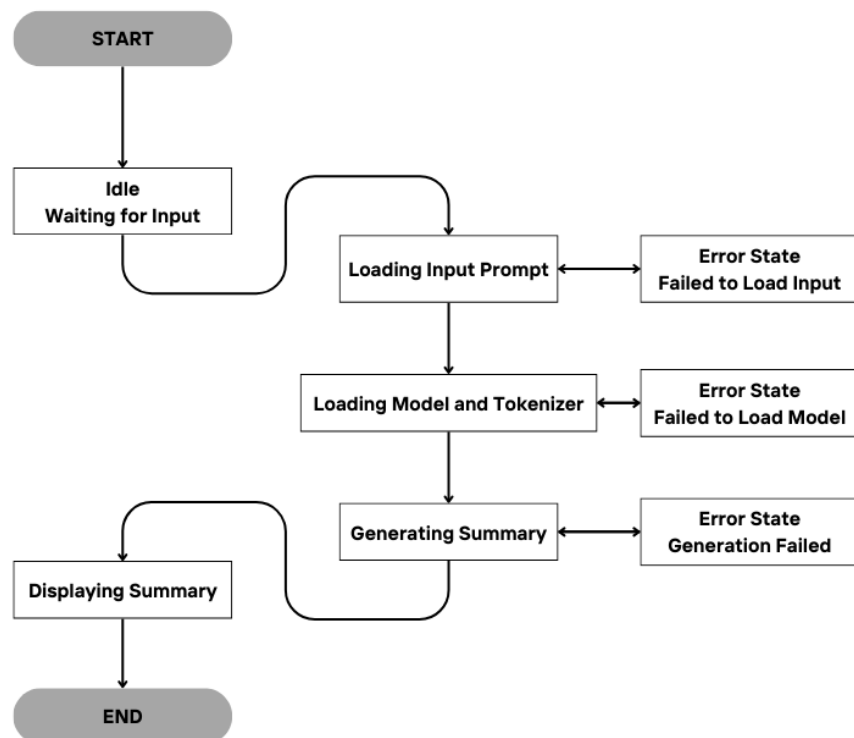 START
Idle
Waiting for Input
Loading Input Prompt
Error State
Failed to Load Input
Loading Model and Tokenizer
Error State
Failed to Load Model
Generating Summary
Error State
Generation Failed
Displaying Summary
END